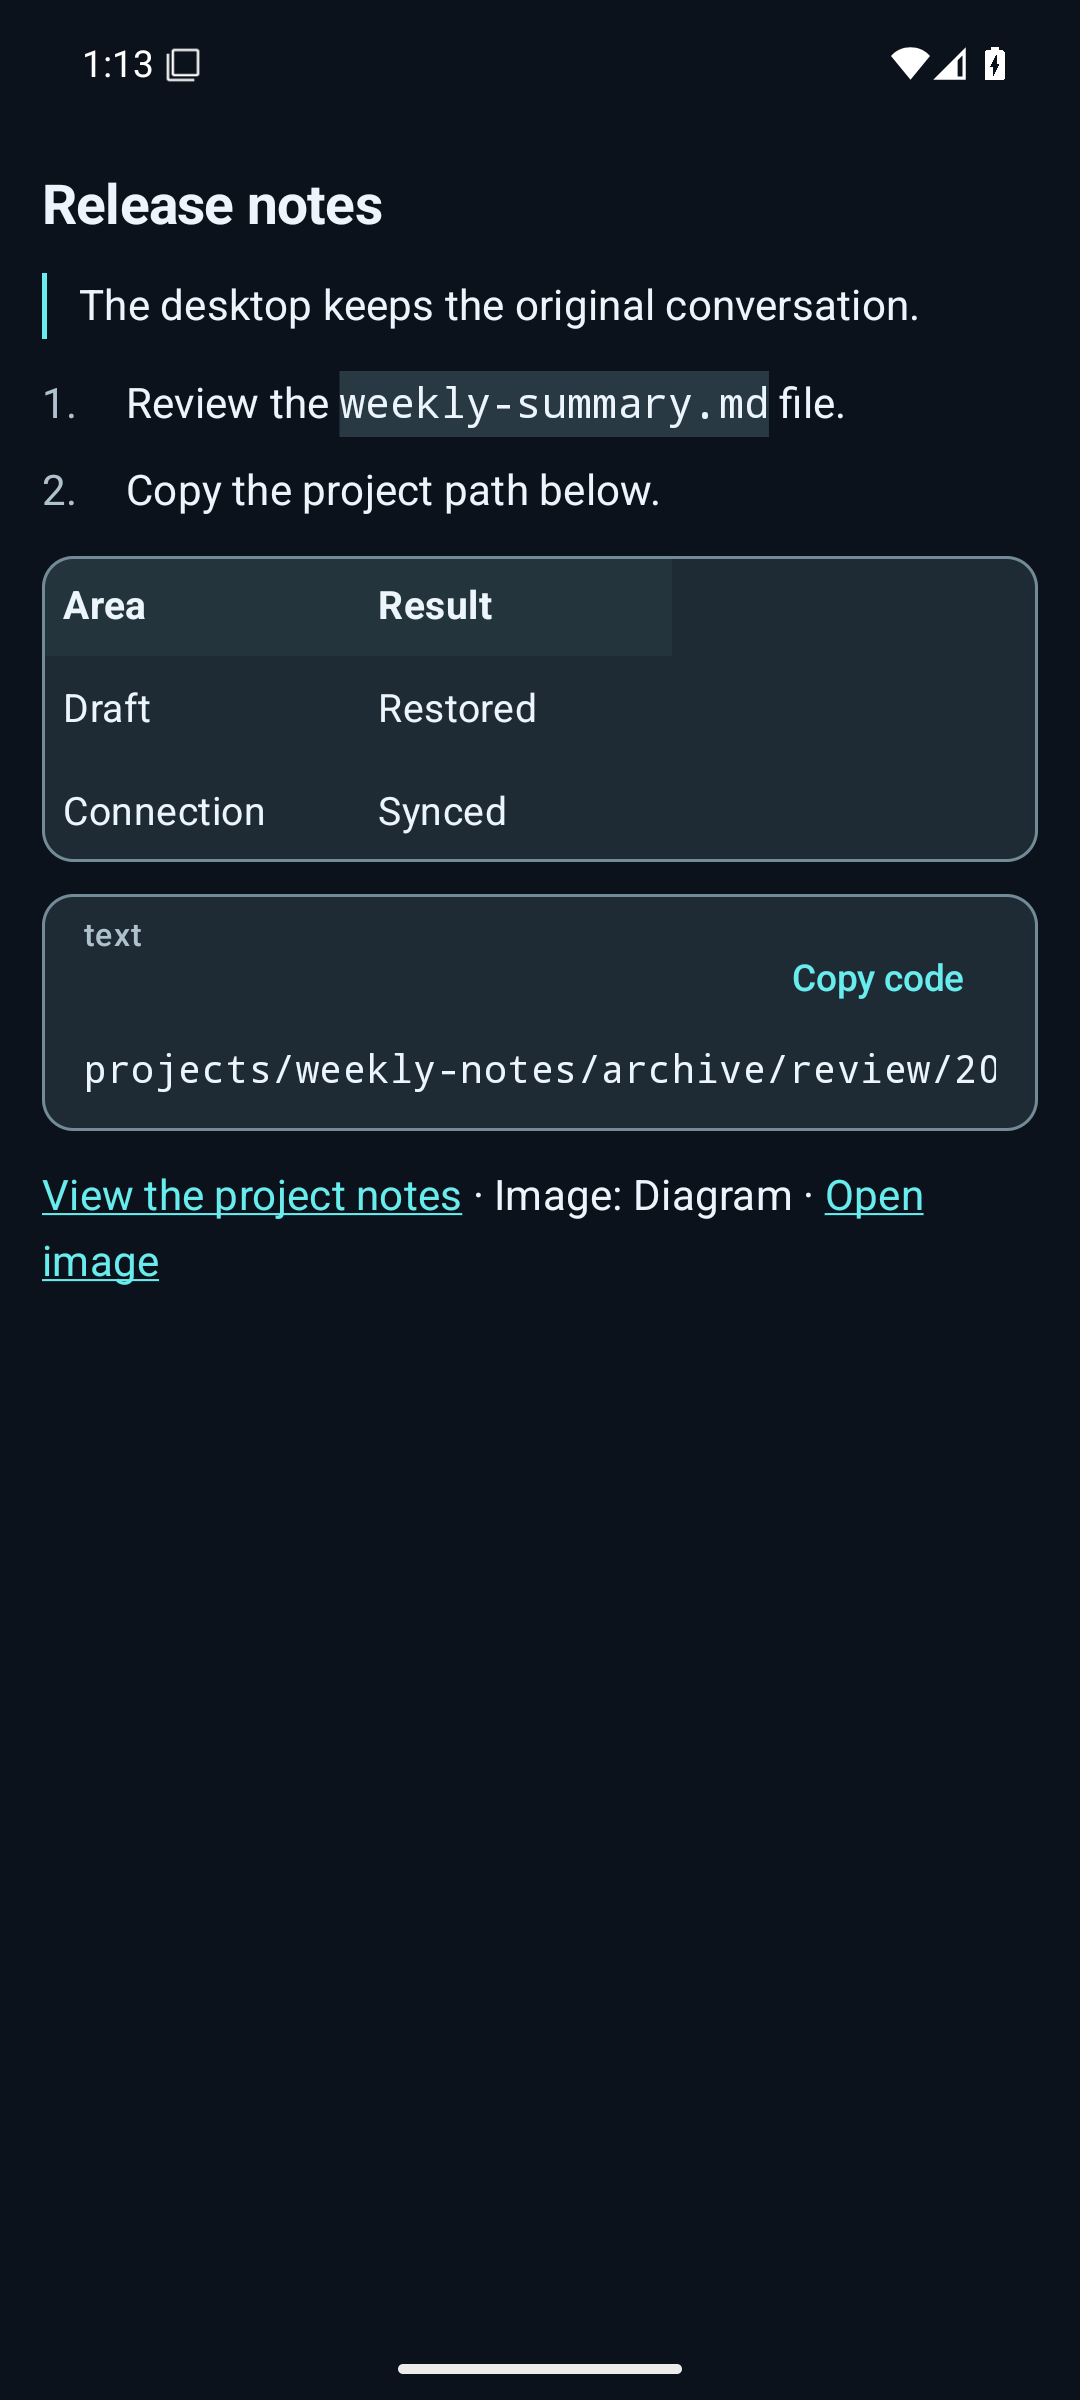 1:13
Release notes
The desktop keeps the original conversation.
1. Review the weekly-summary.md file.
2. Copy the project path below.
Area Result
Draft Restored
Connection Synced
text
Copy code
projects/weekly-notes/archive/review/20
View the project notes · Image: Diagram · Open
image